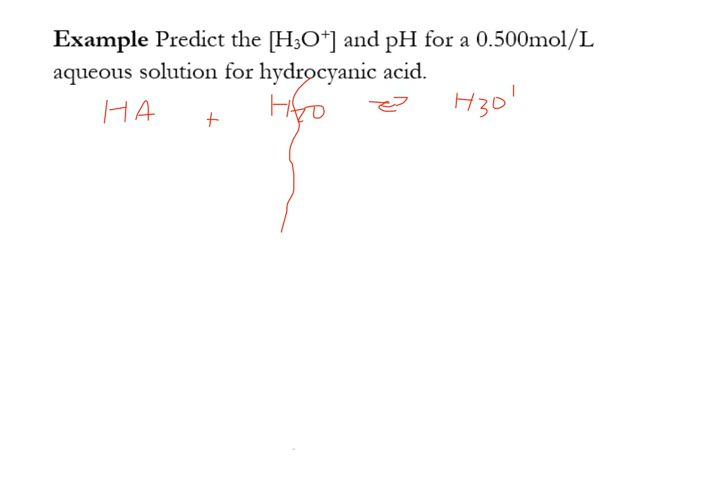 Example Predict the [H₃O⁺] and pH for a 0.500mol/L
aqueous solution for hydrocyanic acid.
HA + H₂O ⇌ H3O'